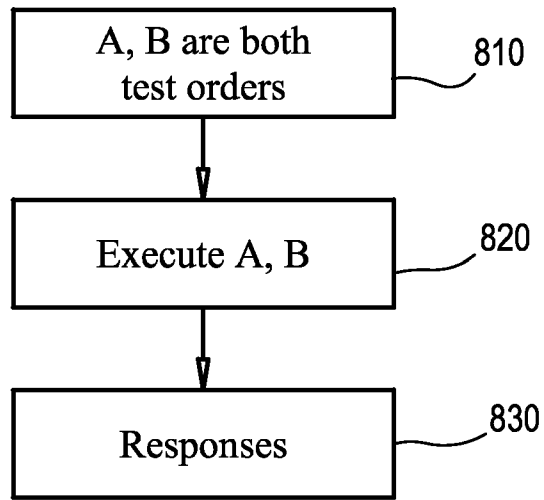 A, B are both
test orders
810
Execute A, B
820
Responses
830